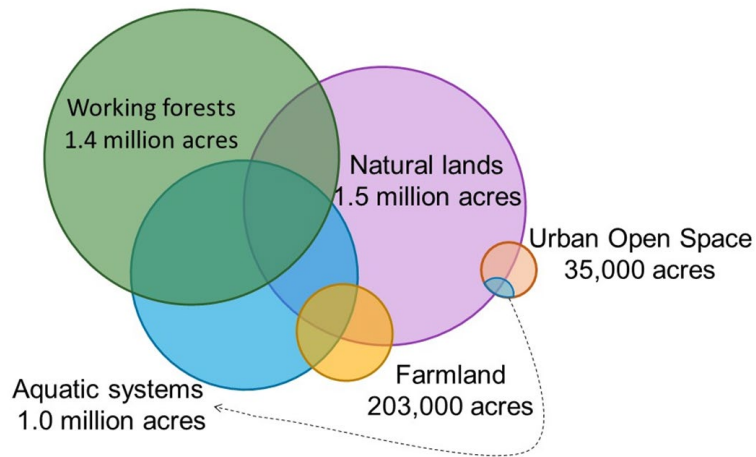 Working forests
1.4 million acres
Natural lands
1.5 million acres
Urban Open Space
35,000 acres
Farmland
203,000 acres
Aquatic systems
1.0 million acres